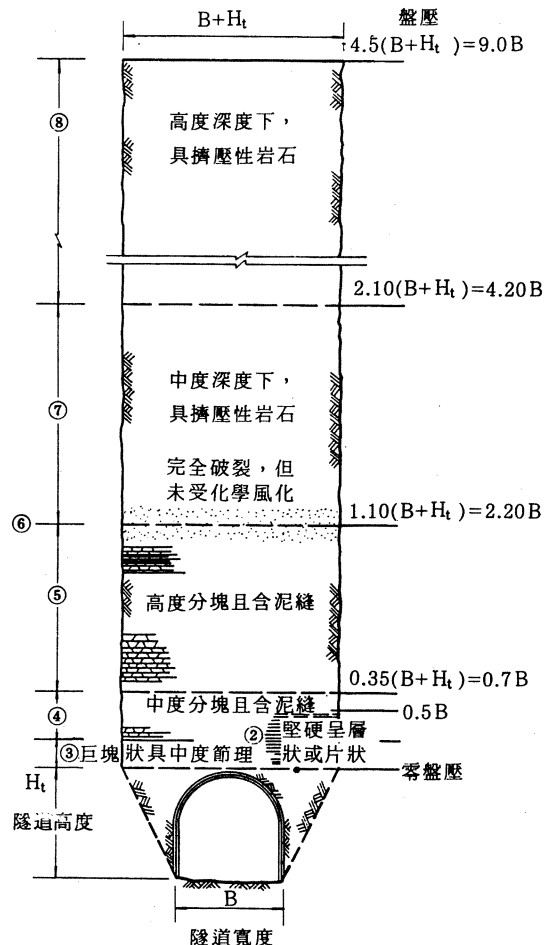 B+Hₜ
盤壓
4.5(B+Hₜ)=9.0B
⑧
高度深度下，
具擠壓性岩石
2.10(B+Hₜ)=4.20B
中度深度下，
⑦
具擠壓性岩石
完全破裂，但
未受化學風化
⑥
1.10(B+Hₜ)=2.20B
⑤
高度分塊且含泥縫
0.35(B+Hₜ)=0.7B
中度分塊且含泥縫
0.5B
④
②
堅硬呈層
狀或片狀
③巨塊狀具中度節理
零盤壓
Hₜ
隧道高度
B
隧道寬度